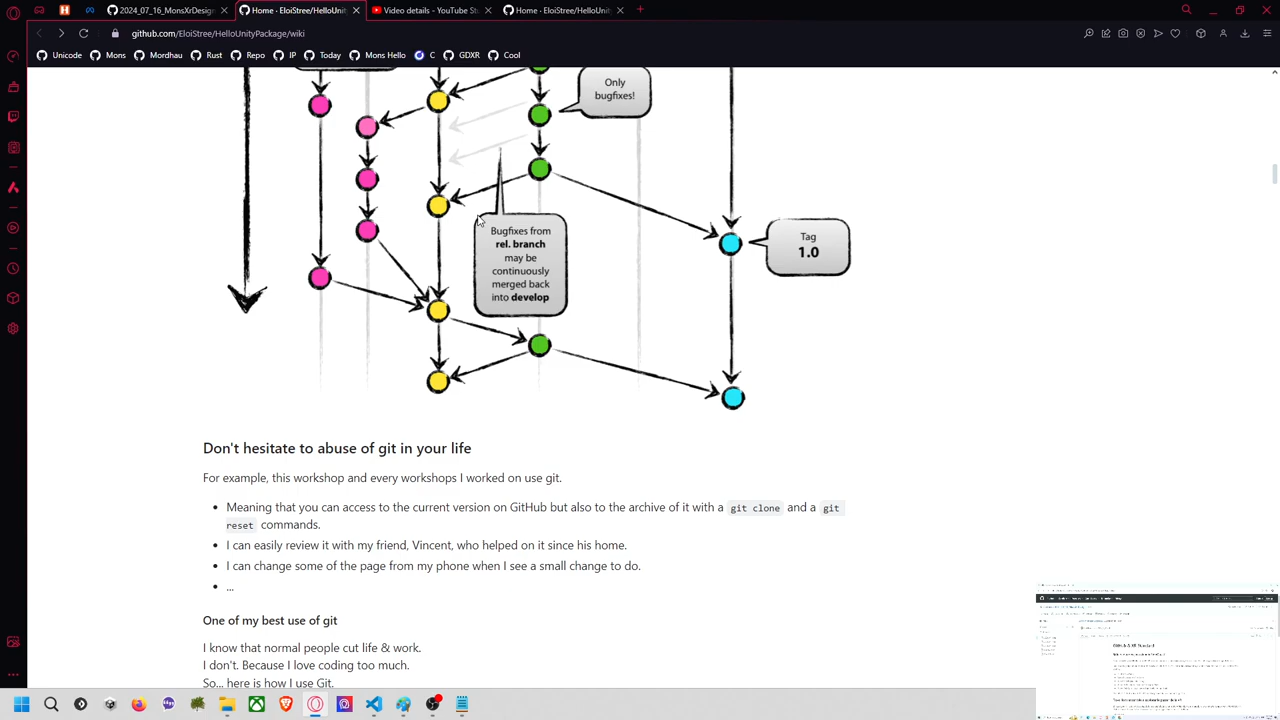 2024_07_16_MonsXrDesign
Home · EloiStree/HelloUnityPack
Video details - YouTube St
Home · EloiStree/HelloUnityPac
github.com/EloiStree/HelloUnityPackage/wiki
Unicode Mons Mordhau Rust Repo IP Today Mons Hello C GDXR Cool
Only
bugfixes!
Bugfixes from
rel. branch
may be
continuously
merged back
into develop
Tag
1.0
Don't hesitate to abuse of git in your life
For example, this workshop and every workshops I worked on use git.
Meaning that you can access to the current version on GitHub but also to the archive of it with a git clone and a git
reset commands.
I can easily review it with my friend, Vincent, who helped on it since his home.
I can change some of the page from my phone when I see a small change to do.
...
One of my best use of git
I know that normal people as life & co.
I don't. Because I love coding too much.
So... here is how I use git.